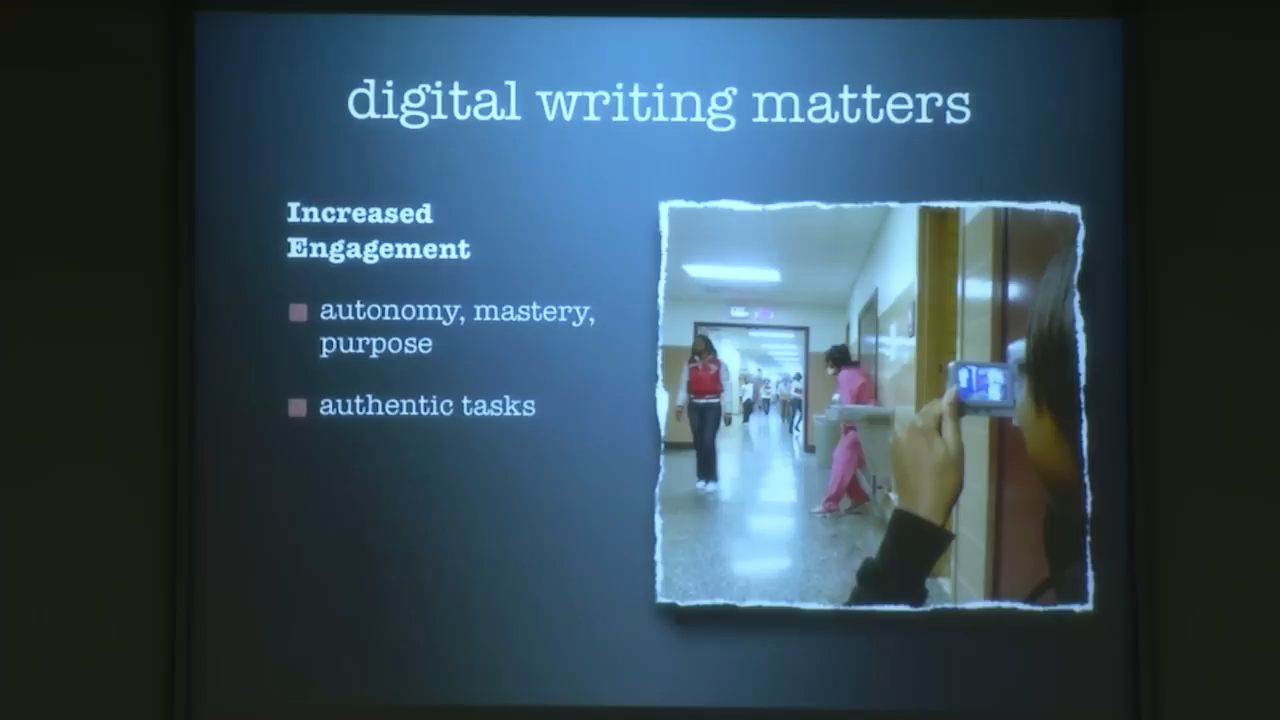 digital writing matters
Increased
Engagement
autonomy, mastery,
purpose
authentic tasks